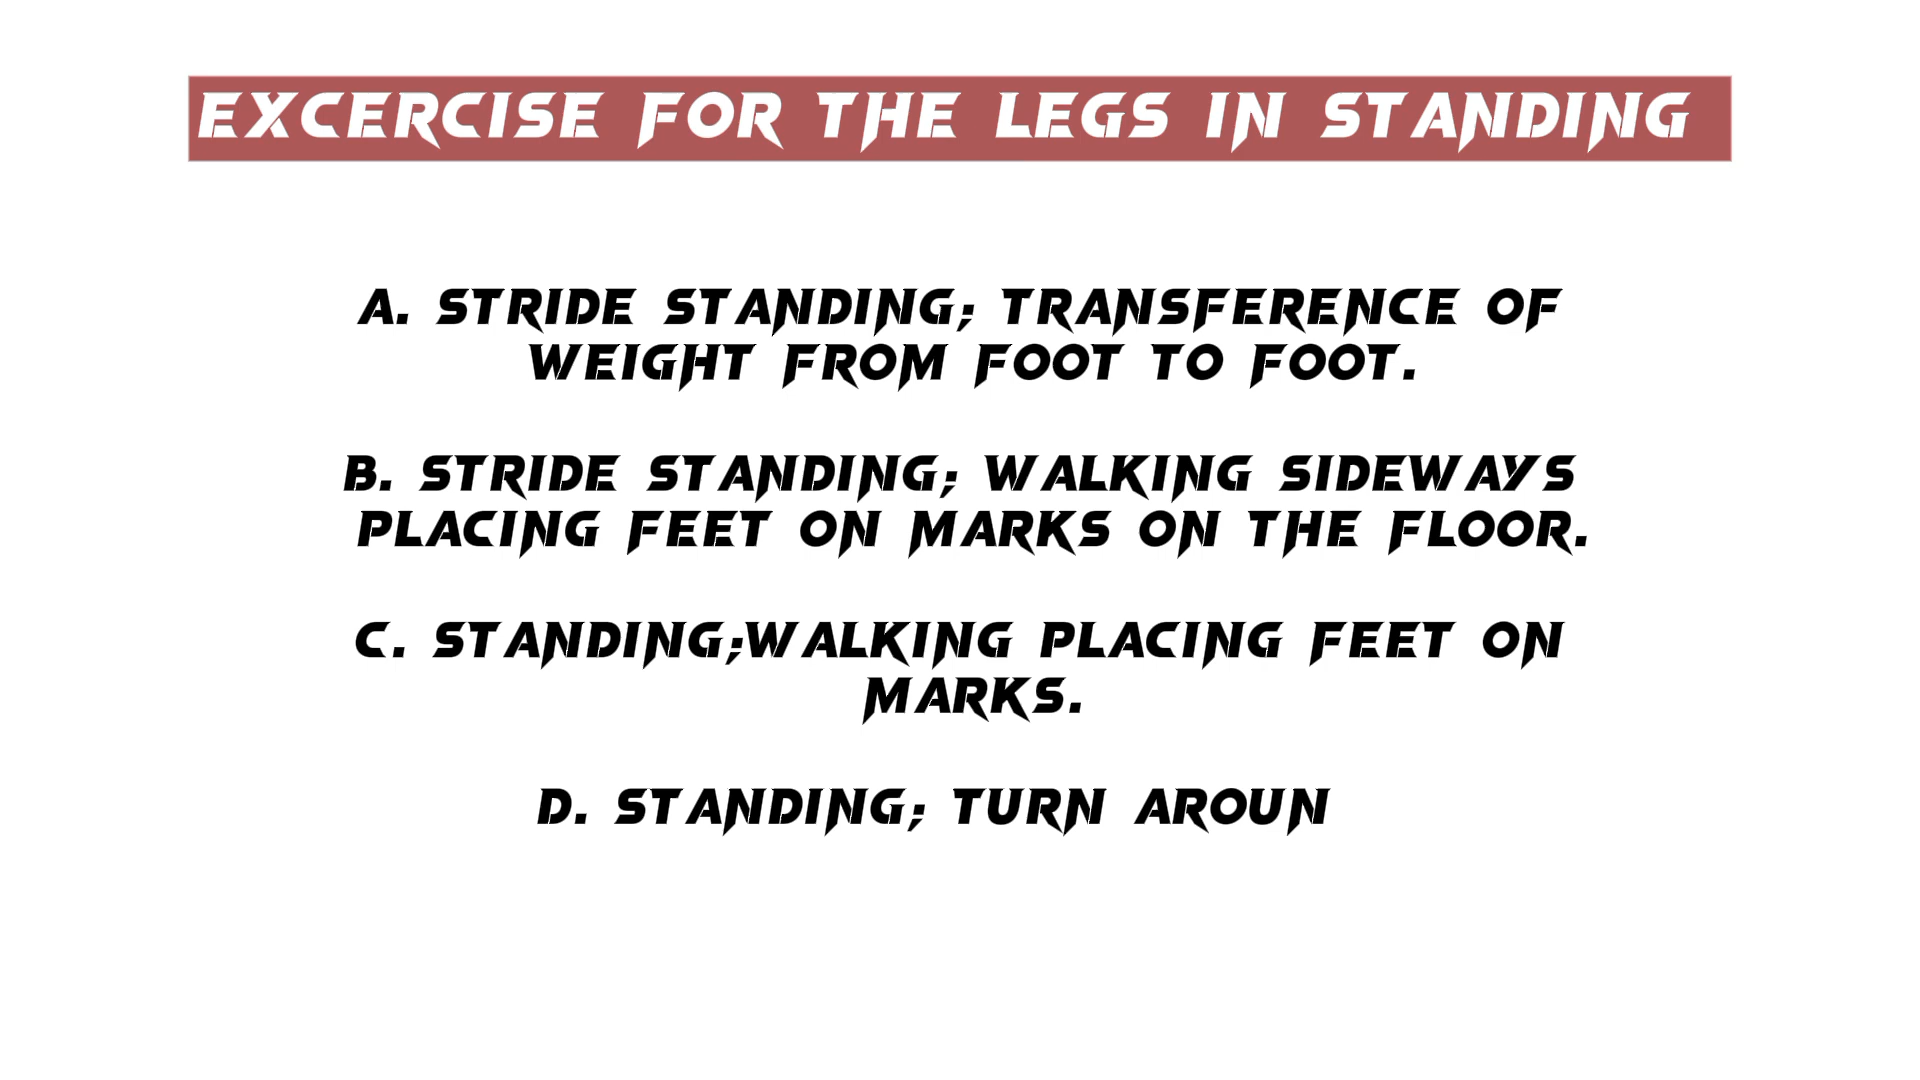 EXCERCISE FOR THE LEGS IN STANDING
A. STRIDE STANDING; TRANSFERENCE OF
WEIGHT FROM FOOT TO FOOT.
B. STRIDE STANDING; WALKING SIDEWAYS
PLACING FEET ON MARKS ON THE FLOOR.
C. STANDING;WALKING PLACING FEET ON
MARKS.
D. STANDING; TURN AROUN